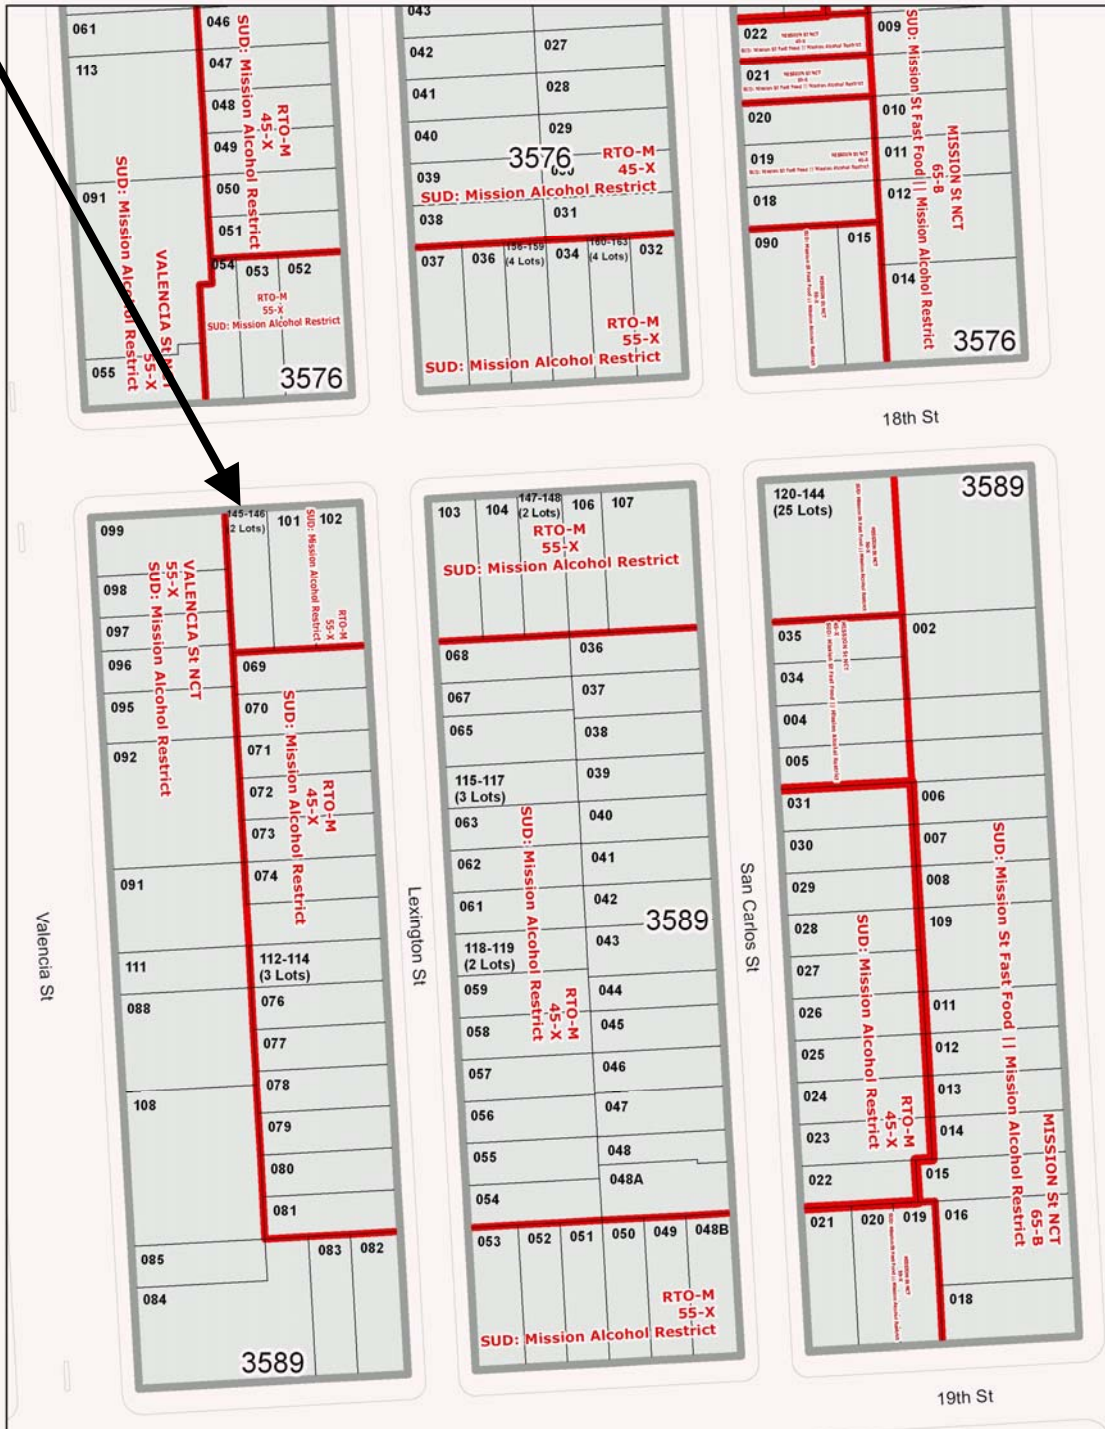 061
113
091
055
046
047
048
049
050
051
054
053
052
SUD: Mission Alcohol Restrict
RTO-M
45-X
SUD: Mission Alcohol Restrict
VALENCIA St NCT
55-X
RTO-M
55-X
SUD: Mission Alcohol Restrict
3576
043
042
041
040
039
038
027
028
029
031
3576
RTO-M
45-X
SUD: Mission Alcohol Restrict
037
036
156-159
(4 Lots)
034
160-163
(4 Lots)
032
RTO-M
55-X
SUD: Mission Alcohol Restrict
022
021
020
019
018
090
015
009
010
011
012
014
SUD: Mission St Fast Food || Mission Alcohol Restrict
MISSION St NCT
65-B
3576
18th St
099
098
097
096
095
092
091
111
088
108
085
084
VALENCIA St NCT
55-X
SUD: Mission Alcohol Restrict
145-146
(2 Lots)
101
102
SUD: Mission Alcohol Restrict
RTO-M
55-X
069
070
071
072
073
074
112-114
(3 Lots)
076
077
078
079
080
081
083
082
SUD: Mission Alcohol Restrict
RTO-M
45-X
3589
103
104
147-148
(2 Lots)
106
107
RTO-M
55-X
SUD: Mission Alcohol Restrict
068
067
065
115-117
(3 Lots)
063
062
061
118-119
(2 Lots)
059
058
057
056
055
054
036
037
038
039
040
041
042
043
044
045
046
047
048
048A
3589
SUD: Mission Alcohol Restrict
RTO-M
45-X
053
052
051
050
049
048B
RTO-M
55-X
SUD: Mission Alcohol Restrict
120-144
(25 Lots)
3589
035
034
004
005
031
030
029
028
027
026
025
024
023
022
021
020
019
002
006
007
008
109
011
012
013
014
015
016
018
SUD: Mission Alcohol Restrict
RTO-M
45-X
SUD: Mission St Fast Food || Mission Alcohol Restrict
MISSION St NCT
65-B
Valencia St
Lexington St
San Carlos St
19th St